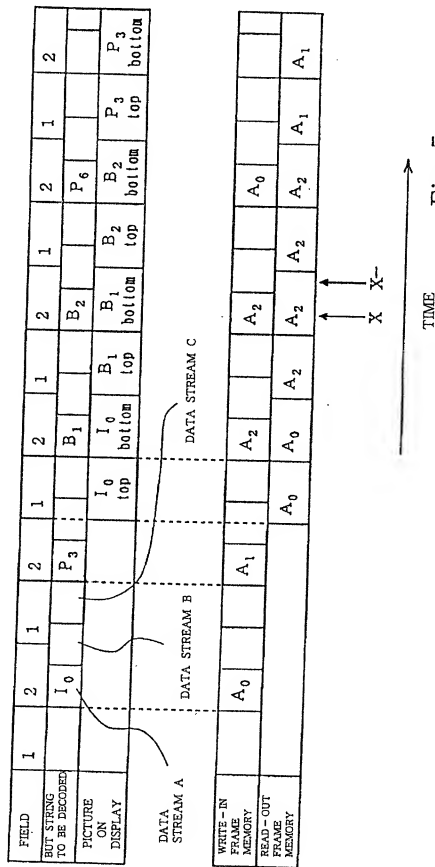 FIELD 1 2 1 2 1 2 1 2 1 2 1 2
BUT STRING
TO BE DECODED I₀ P₃ B₁ B₂ P₆
PICTURE
ON
DISPLAY
I₀ top I₀ bottom B₁ top B₁ bottom B₂ top B₂ bottom P₃ top P₃ bottom
DATA
STREAM A
DATA STREAM B
DATA STREAM C
WRITE-IN
FRAME
MEMORY
A₀ A₁ A₂ A₂ A₀
READ-OUT
FRAME
MEMORY
A₀ A₀ A₂ A₂ A₂ A₂ A₁ A₁
X X-
TIME